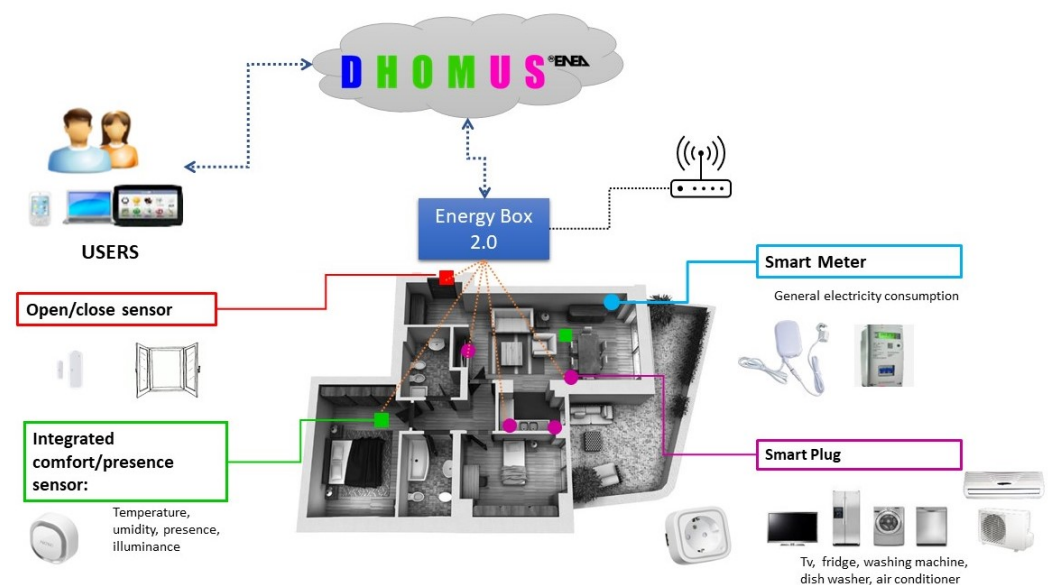 DHOMUS ®ENEA
Energy Box
2.0
USERS
Open/close sensor
Smart Meter
General electricity consumption
Integrated
comfort/presence
sensor:
Temperature,
umidity, presence,
illuminance
Smart Plug
Tv, fridge, washing machine,
dish washer, air conditioner